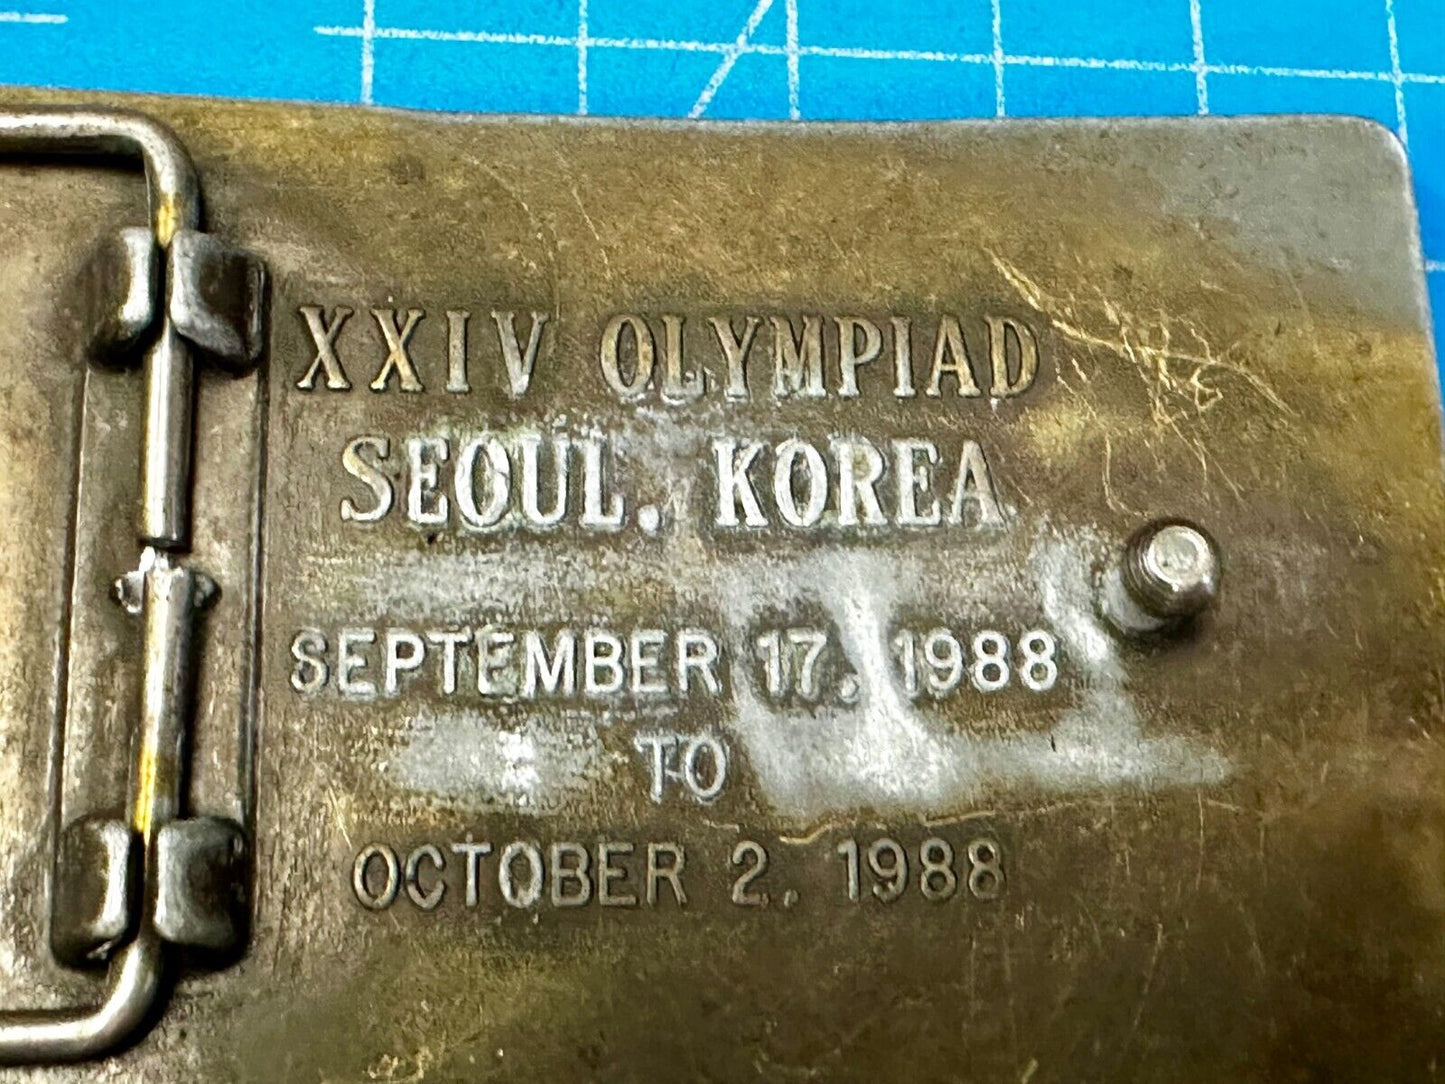 XXIV OLYMPIAD
SEOUL, KOREA
SEPTEMBER 17, 1988
TO
OCTOBER 2, 1988